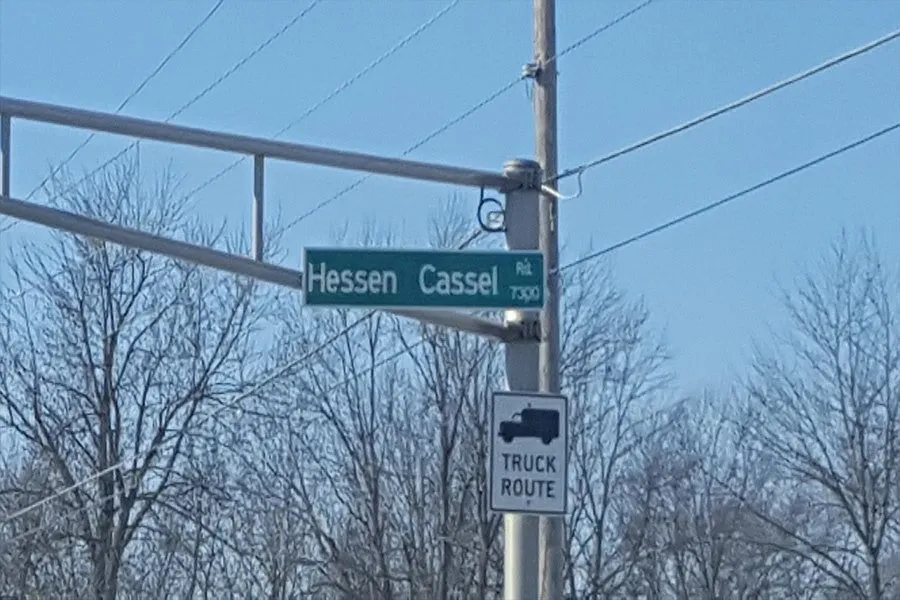 Hessen Cassel Rd.
7300
TRUCK
ROUTE